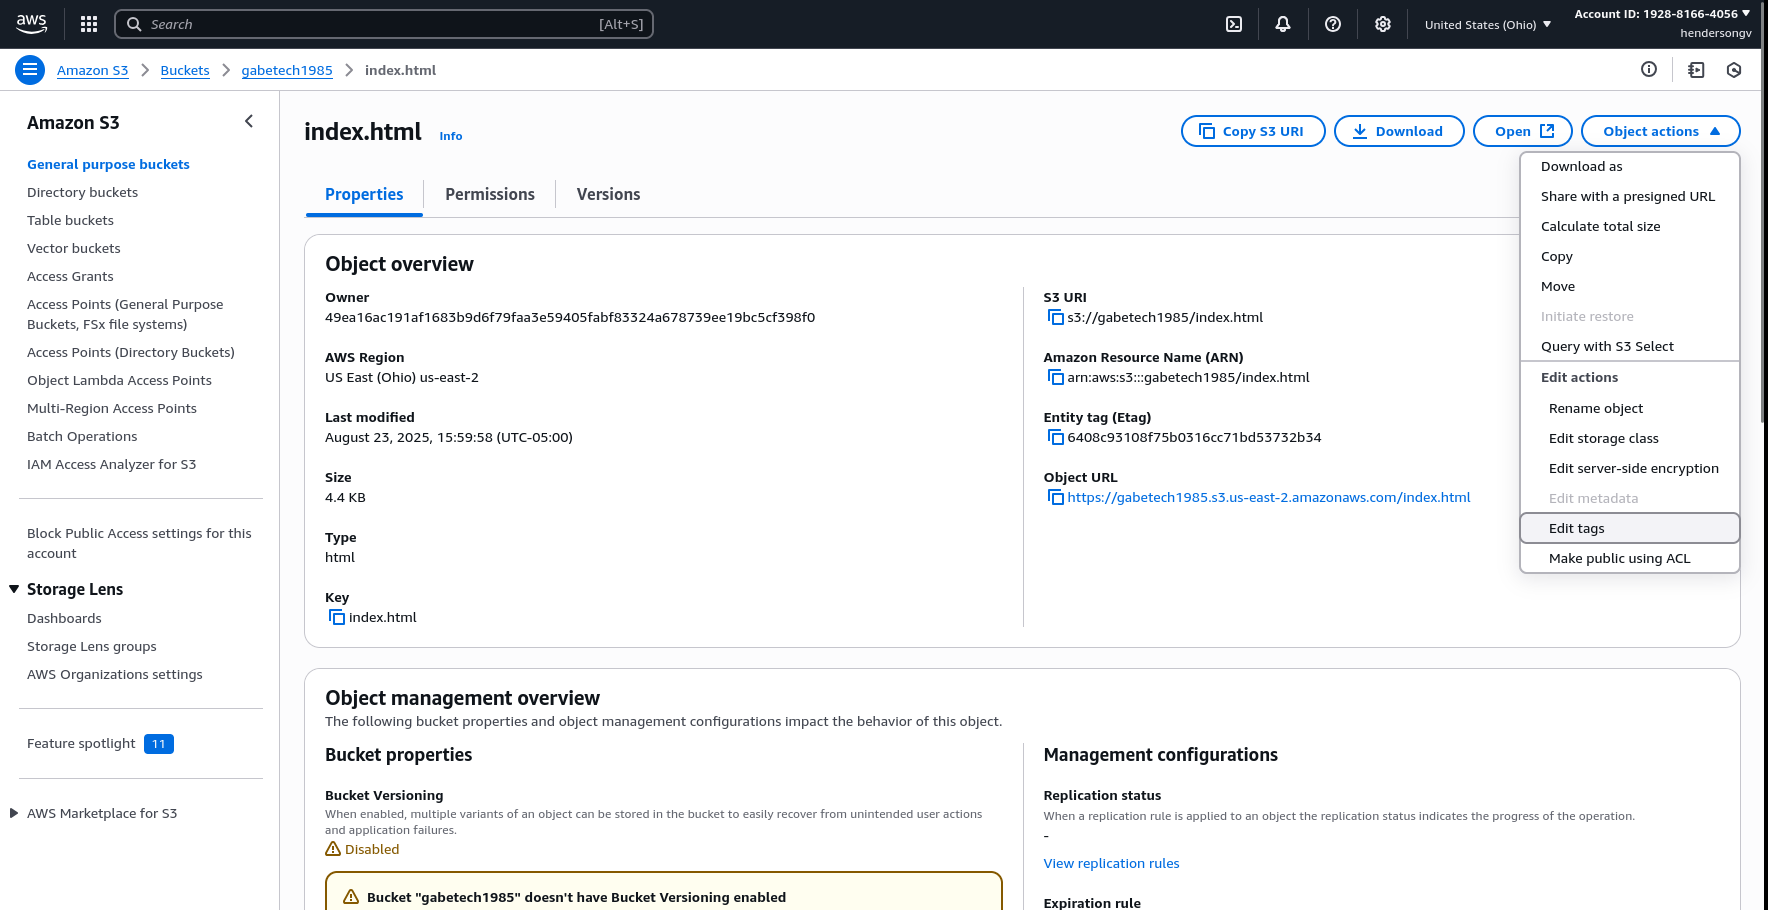 aws
Search [Alt+S]
United States (Ohio)
Account ID: 1928-8166-4056
hendersongv
Amazon S3 > Buckets > gabetech1985 > index.html
Amazon S3
General purpose buckets
Directory buckets
Table buckets
Vector buckets
Access Grants
Access Points (General Purpose
Buckets, FSx file systems)
Access Points (Directory Buckets)
Object Lambda Access Points
Multi-Region Access Points
Batch Operations
IAM Access Analyzer for S3
Block Public Access settings for this
account
Storage Lens
Dashboards
Storage Lens groups
AWS Organizations settings
Feature spotlight 11
AWS Marketplace for S3
index.html Info
Copy S3 URI
Download
Open
Object actions
Properties
Permissions
Versions
Object overview
Owner
49ea16ac191af1683b9d6f79faa3e59405fabf83324a678739ee19bc5cf398f0
AWS Region
US East (Ohio) us-east-2
Last modified
August 23, 2025, 15:59:58 (UTC-05:00)
Size
4.4 KB
Type
html
Key
index.html
S3 URI
s3://gabetech1985/index.html
Amazon Resource Name (ARN)
arn:aws:s3:::gabetech1985/index.html
Entity tag (Etag)
6408c93108f75b0316cc71bd53732b34
Object URL
https://gabetech1985.s3.us-east-2.amazonaws.com/index.html
Download as
Share with a presigned URL
Calculate total size
Copy
Move
Initiate restore
Query with S3 Select
Edit actions
Rename object
Edit storage class
Edit server-side encryption
Edit metadata
Edit tags
Make public using ACL
Object management overview
The following bucket properties and object management configurations impact the behavior of this object.
Bucket properties
Bucket Versioning
When enabled, multiple variants of an object can be stored in the bucket to easily recover from unintended user actions
and application failures.
Disabled
Bucket "gabetech1985" doesn't have Bucket Versioning enabled
Management configurations
Replication status
When a replication rule is applied to an object the replication status indicates the progress of the operation.
-
View replication rules
Expiration rule